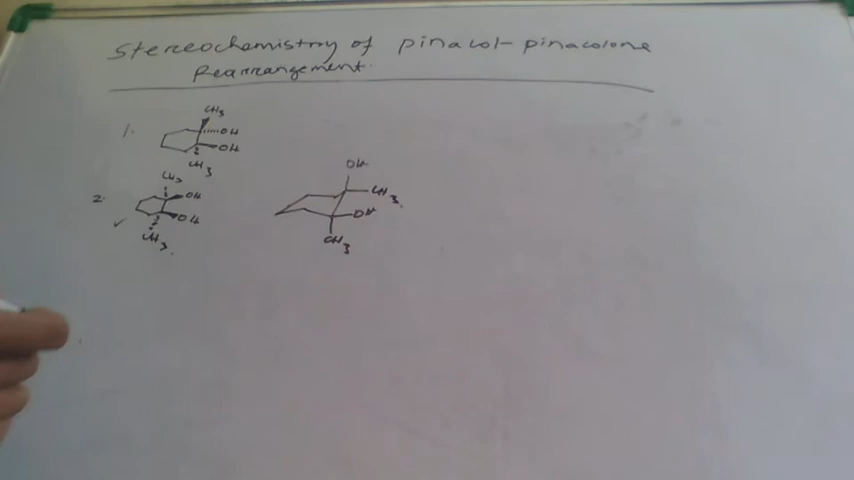 Stereochemistry of pinacol-pinacolone
Rearrangement.
CH3
1.
OH
OH
CH3
CH3
2.
OH
OH
CH3.
OH
CH3.
OH
CH3